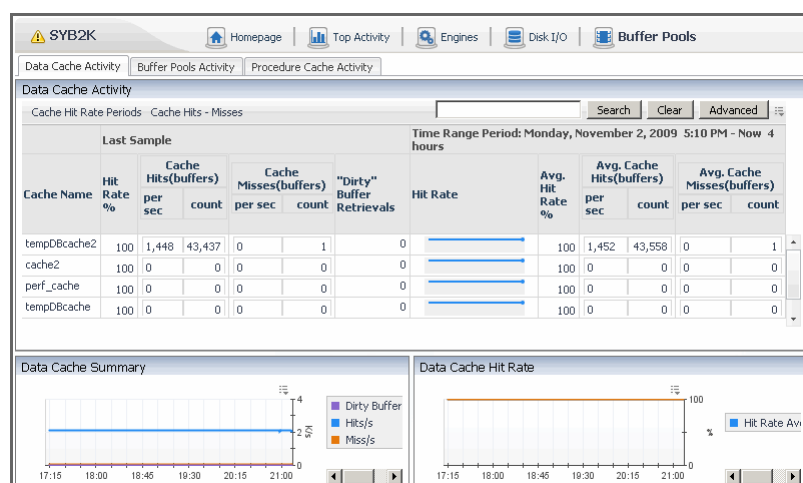 SYB2K Homepage Top Activity Engines Disk I/O Buffer Pools
Data Cache Activity Buffer Pools Activity Procedure Cache Activity
Data Cache Activity
Cache Hit Rate Periods Cache Hits - Misses Search Clear Advanced
Last Sample
Time Range Period: Monday, November 2, 2009 5:10 PM - Now 4 hours
Cache Name
Hit Rate %
Cache Hits(buffers)
per sec
count
Cache Misses(buffers)
per sec
count
"Dirty" Buffer Retrievals
Hit Rate
Avg. Hit Rate %
Avg. Cache Hits(buffers)
per sec
count
Avg. Cache Misses(buffers)
per sec
count
tempDBcache2 100 1,448 43,437 0 1 0 100 1,452 43,558 0 1
cache2 100 0 0 0 0 0 100 0 0 0 0
perf_cache 100 0 0 0 0 0 100 0 0 0 0
tempDBcache 100 0 0 0 0 0 100 0 0 0 0
Data Cache Summary
4
2
0
K/s
17:15 18:00 18:45 19:30 20:15 21:00
Dirty Buffer
Hits/s
Miss/s
Data Cache Hit Rate
100
0
%
17:15 18:00 18:45 19:30 20:15 21:00
Hit Rate Ave